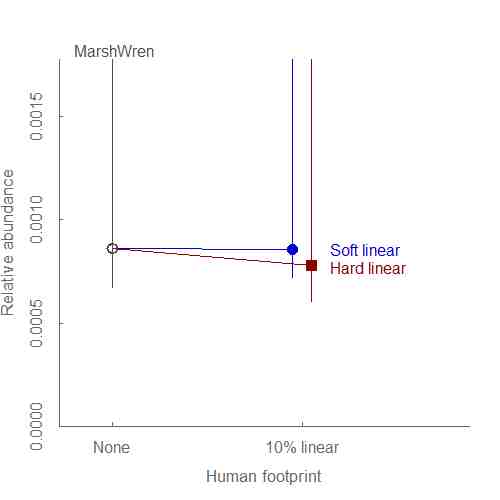 MarshWren
Relative abundance
0.0015
0.0010
0.0005
0.0000
Soft linear
Hard linear
None
10% linear
Human footprint